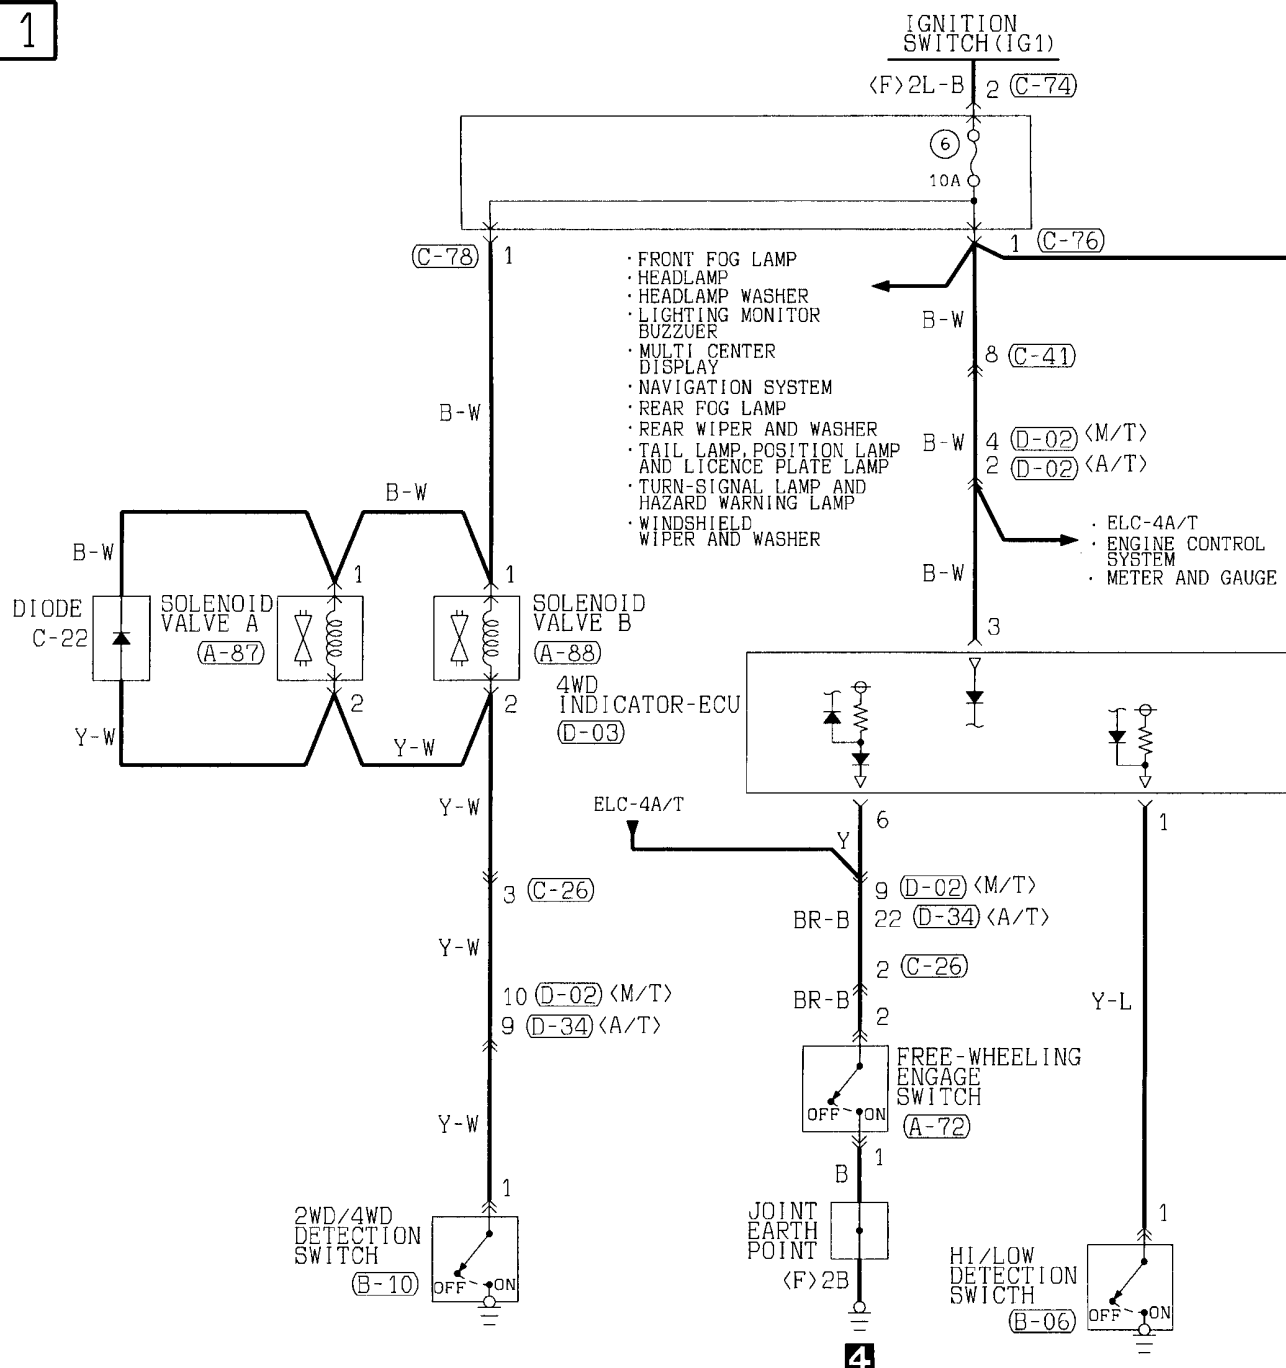 1
IGNITION
SWITCH(IG1)
<F>2L-B
2 C-74
6
10A
C-78 1
1 C-76
· FRONT FOG LAMP
· HEADLAMP
· HEADLAMP WASHER
· LIGHTING MONITOR
BUZZUER
· MULTI CENTER
DISPLAY
· NAVIGATION SYSTEM
· REAR FOG LAMP
· REAR WIPER AND WASHER
· TAIL LAMP,POSITION LAMP
AND LICENCE PLATE LAMP
· TURN-SIGNAL LAMP AND
HAZARD WARNING LAMP
· WINDSHIELD
WIPER AND WASHER
B-W
8 C-41
B-W
B-W
4 D-02 <M/T>
2 D-02 <A/T>
B-W
· ELC-4A/T
· ENGINE CONTROL
SYSTEM
· METER AND GAUGE
B-W
B-W
1
1
DIODE
C-22
SOLENOID
VALVE A
A-87
SOLENOID
VALVE B
A-88
3
2
2
4WD
INDICATOR-ECU
D-03
Y-W
Y-W
Y-W
ELC-4A/T
6
1
Y
3 C-26
9 D-02 <M/T>
22 D-34 <A/T>
BR-B
Y-W
2 C-26
10 D-02 <M/T>
9 D-34 <A/T>
BR-B
2
Y-L
FREE-WHEELING
ENGAGE
SWITCH
A-72
OFF ON
Y-W
1
B
1
2WD/4WD
DETECTION
SWITCH
B-10
OFF ON
JOINT
EARTH
POINT
<F>2B
1
HI/LOW
DETECTION
SWICTH
B-06
OFF ON
4